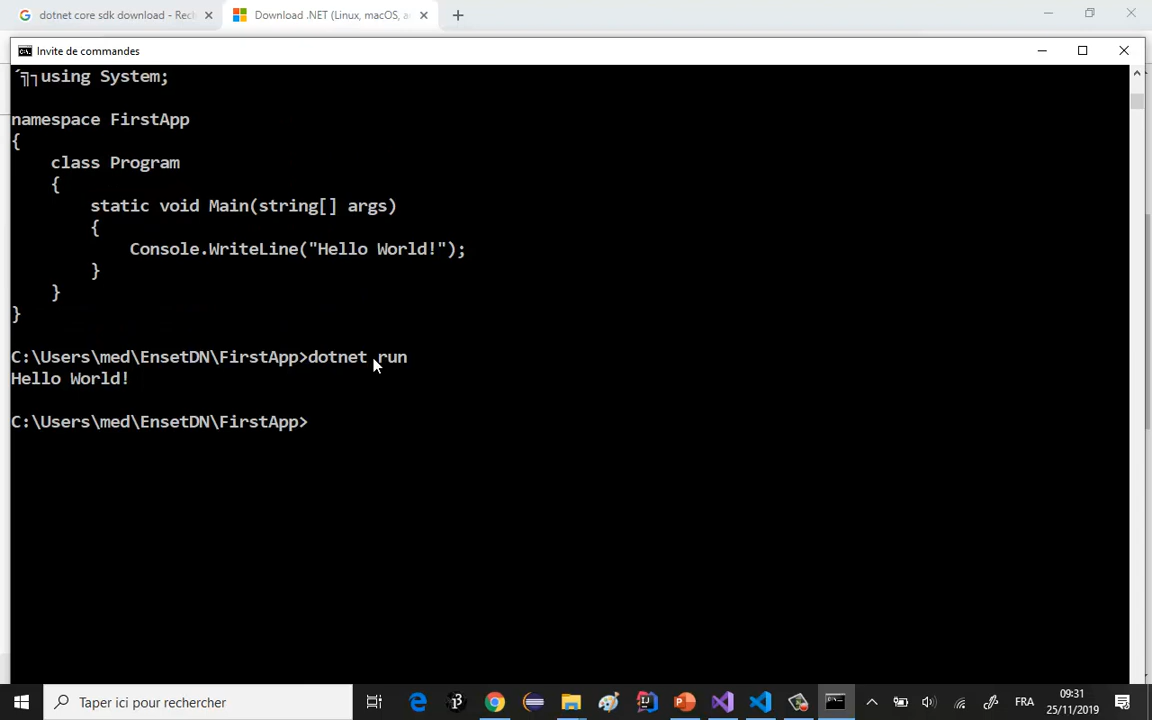 dotnet core sdk download - Rec
Download .NET (Linux, macOS, a
Invite de commandes
´╗┐using System;
namespace FirstApp
{
class Program
{
static void Main(string[] args)
{
Console.WriteLine("Hello World!");
}
}
}
C:\Users\med\EnsetDN\FirstApp>dotnet run
Hello World!
C:\Users\med\EnsetDN\FirstApp>
Taper ici pour rechercher
FRA
09:31
25/11/2019